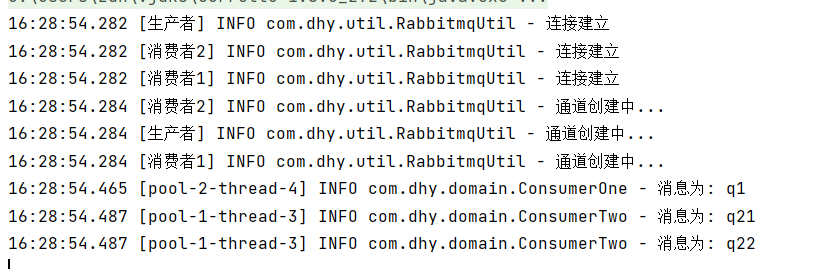 16:28:54.282 [生产者] INFO com.dhy.util.RabbitmqUtil - 连接建立
16:28:54.282 [消费者2] INFO com.dhy.util.RabbitmqUtil - 连接建立
16:28:54.282 [消费者1] INFO com.dhy.util.RabbitmqUtil - 连接建立
16:28:54.284 [消费者2] INFO com.dhy.util.RabbitmqUtil - 通道创建中...
16:28:54.284 [生产者] INFO com.dhy.util.RabbitmqUtil - 通道创建中...
16:28:54.284 [消费者1] INFO com.dhy.util.RabbitmqUtil - 通道创建中...
16:28:54.465 [pool-2-thread-4] INFO com.dhy.domain.ConsumerOne - 消息为: q1
16:28:54.487 [pool-1-thread-3] INFO com.dhy.domain.ConsumerTwo - 消息为: q21
16:28:54.487 [pool-1-thread-3] INFO com.dhy.domain.ConsumerTwo - 消息为: q22